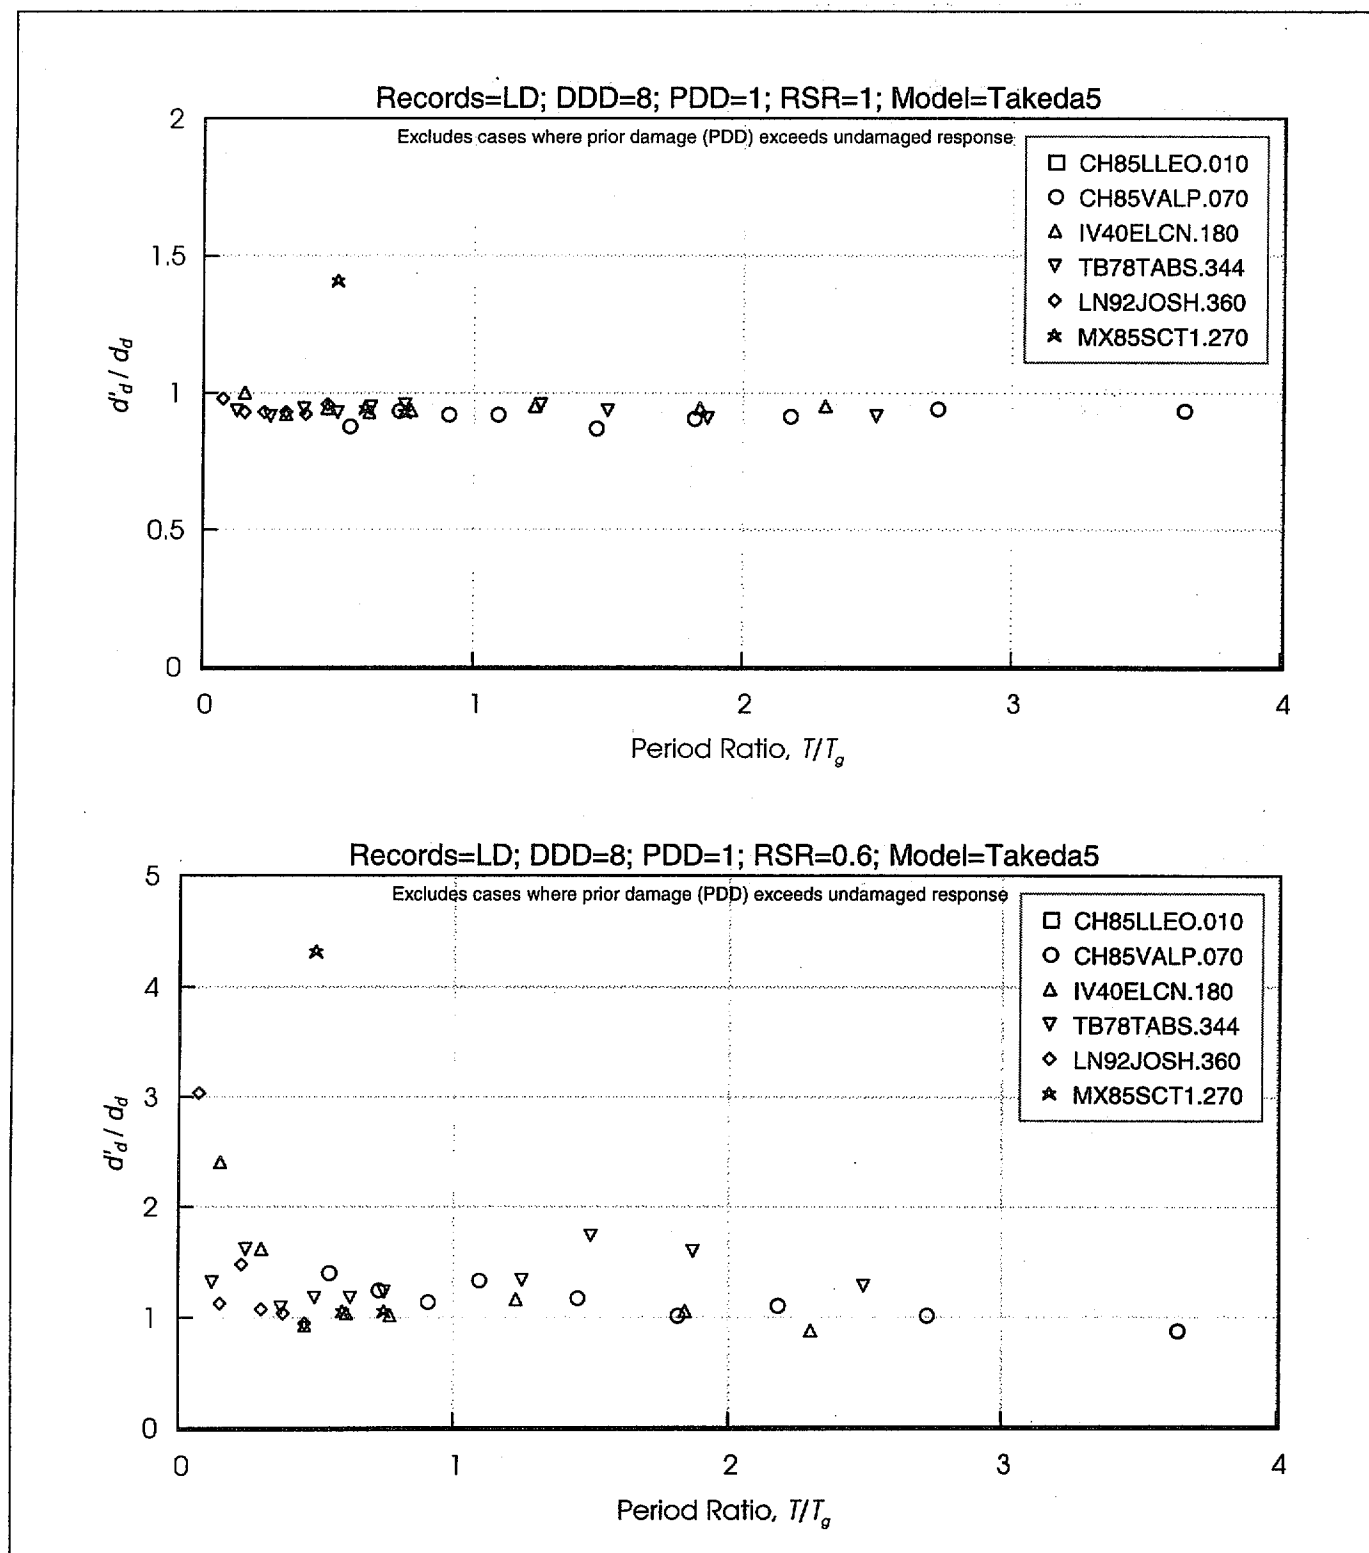 Records=LD; DDD=8; PDD=1; RSR=1; Model=Takeda5
Excludes cases where prior damage (PDD) exceeds undamaged response
2
1.5
1
0.5
0
d'd / dd
CH85LLEO.010
CH85VALP.070
IV40ELCN.180
TB78TABS.344
LN92JOSH.360
MX85SCT1.270
0 1 2 3 4
Period Ratio, T/Tg
Records=LD; DDD=8; PDD=1; RSR=0.6; Model=Takeda5
Excludes cases where prior damage (PDD) exceeds undamaged response
5
4
3
2
1
0
d'd / dd
CH85LLEO.010
CH85VALP.070
IV40ELCN.180
TB78TABS.344
LN92JOSH.360
MX85SCT1.270
0 1 2 3 4
Period Ratio, T/Tg